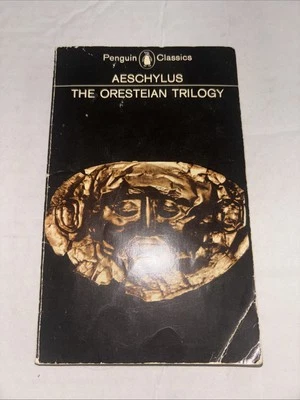 Penguin Classics
AESCHYLUS
THE ORESTEIAN TRILOGY